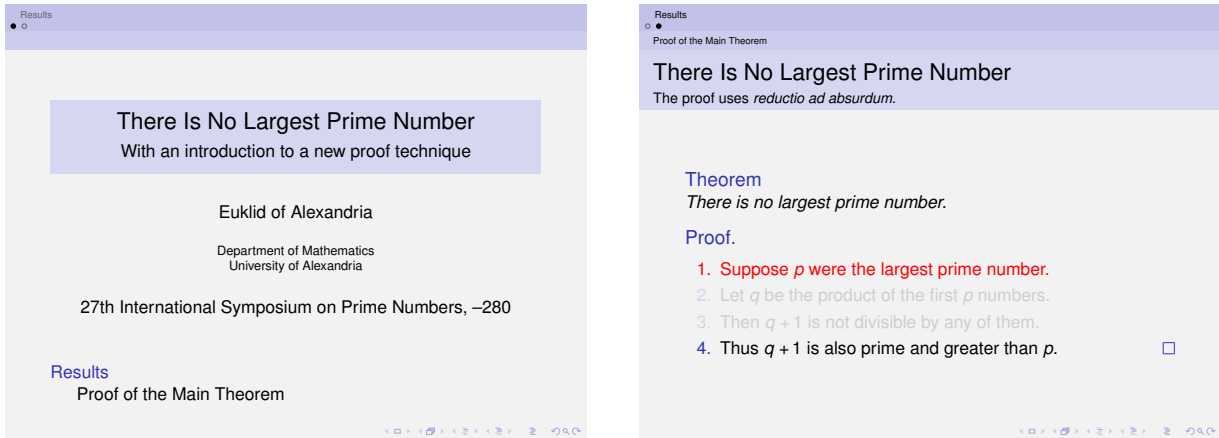 Results
There Is No Largest Prime Number
With an introduction to a new proof technique
Euklid of Alexandria
Department of Mathematics
University of Alexandria
27th International Symposium on Prime Numbers, –280
Results
Proof of the Main Theorem
Results
Proof of the Main Theorem
There Is No Largest Prime Number
The proof uses reductio ad absurdum.
Theorem
There is no largest prime number.
Proof.
1. Suppose p were the largest prime number.
2. Let q be the product of the first p numbers.
3. Then q + 1 is not divisible by any of them.
4. Thus q + 1 is also prime and greater than p.